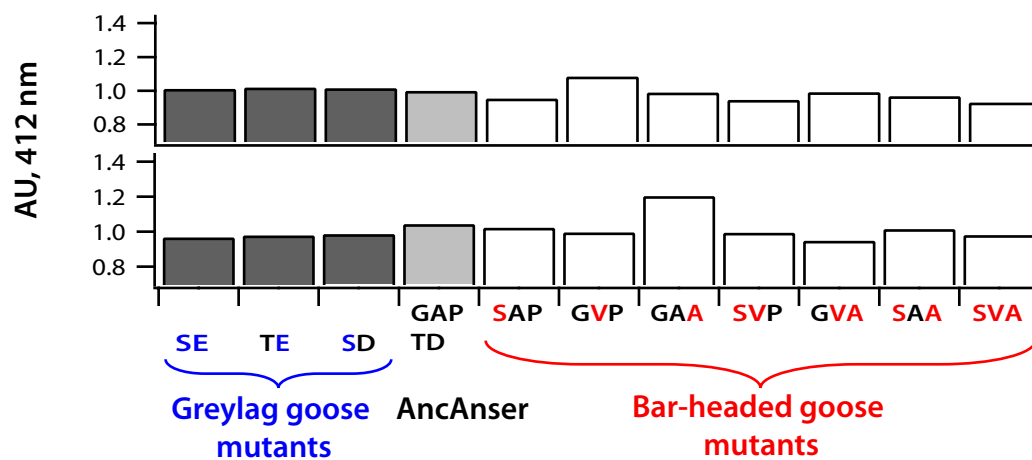 AU, 412 nm
1.4
1.2
1.0
0.8
1.4
1.2
1.0
0.8
GAP SAP GVP GAA SVP GVA SAA SVA
SE TE SD TD
Greylag goose mutants
AncAnser
Bar-headed goose mutants